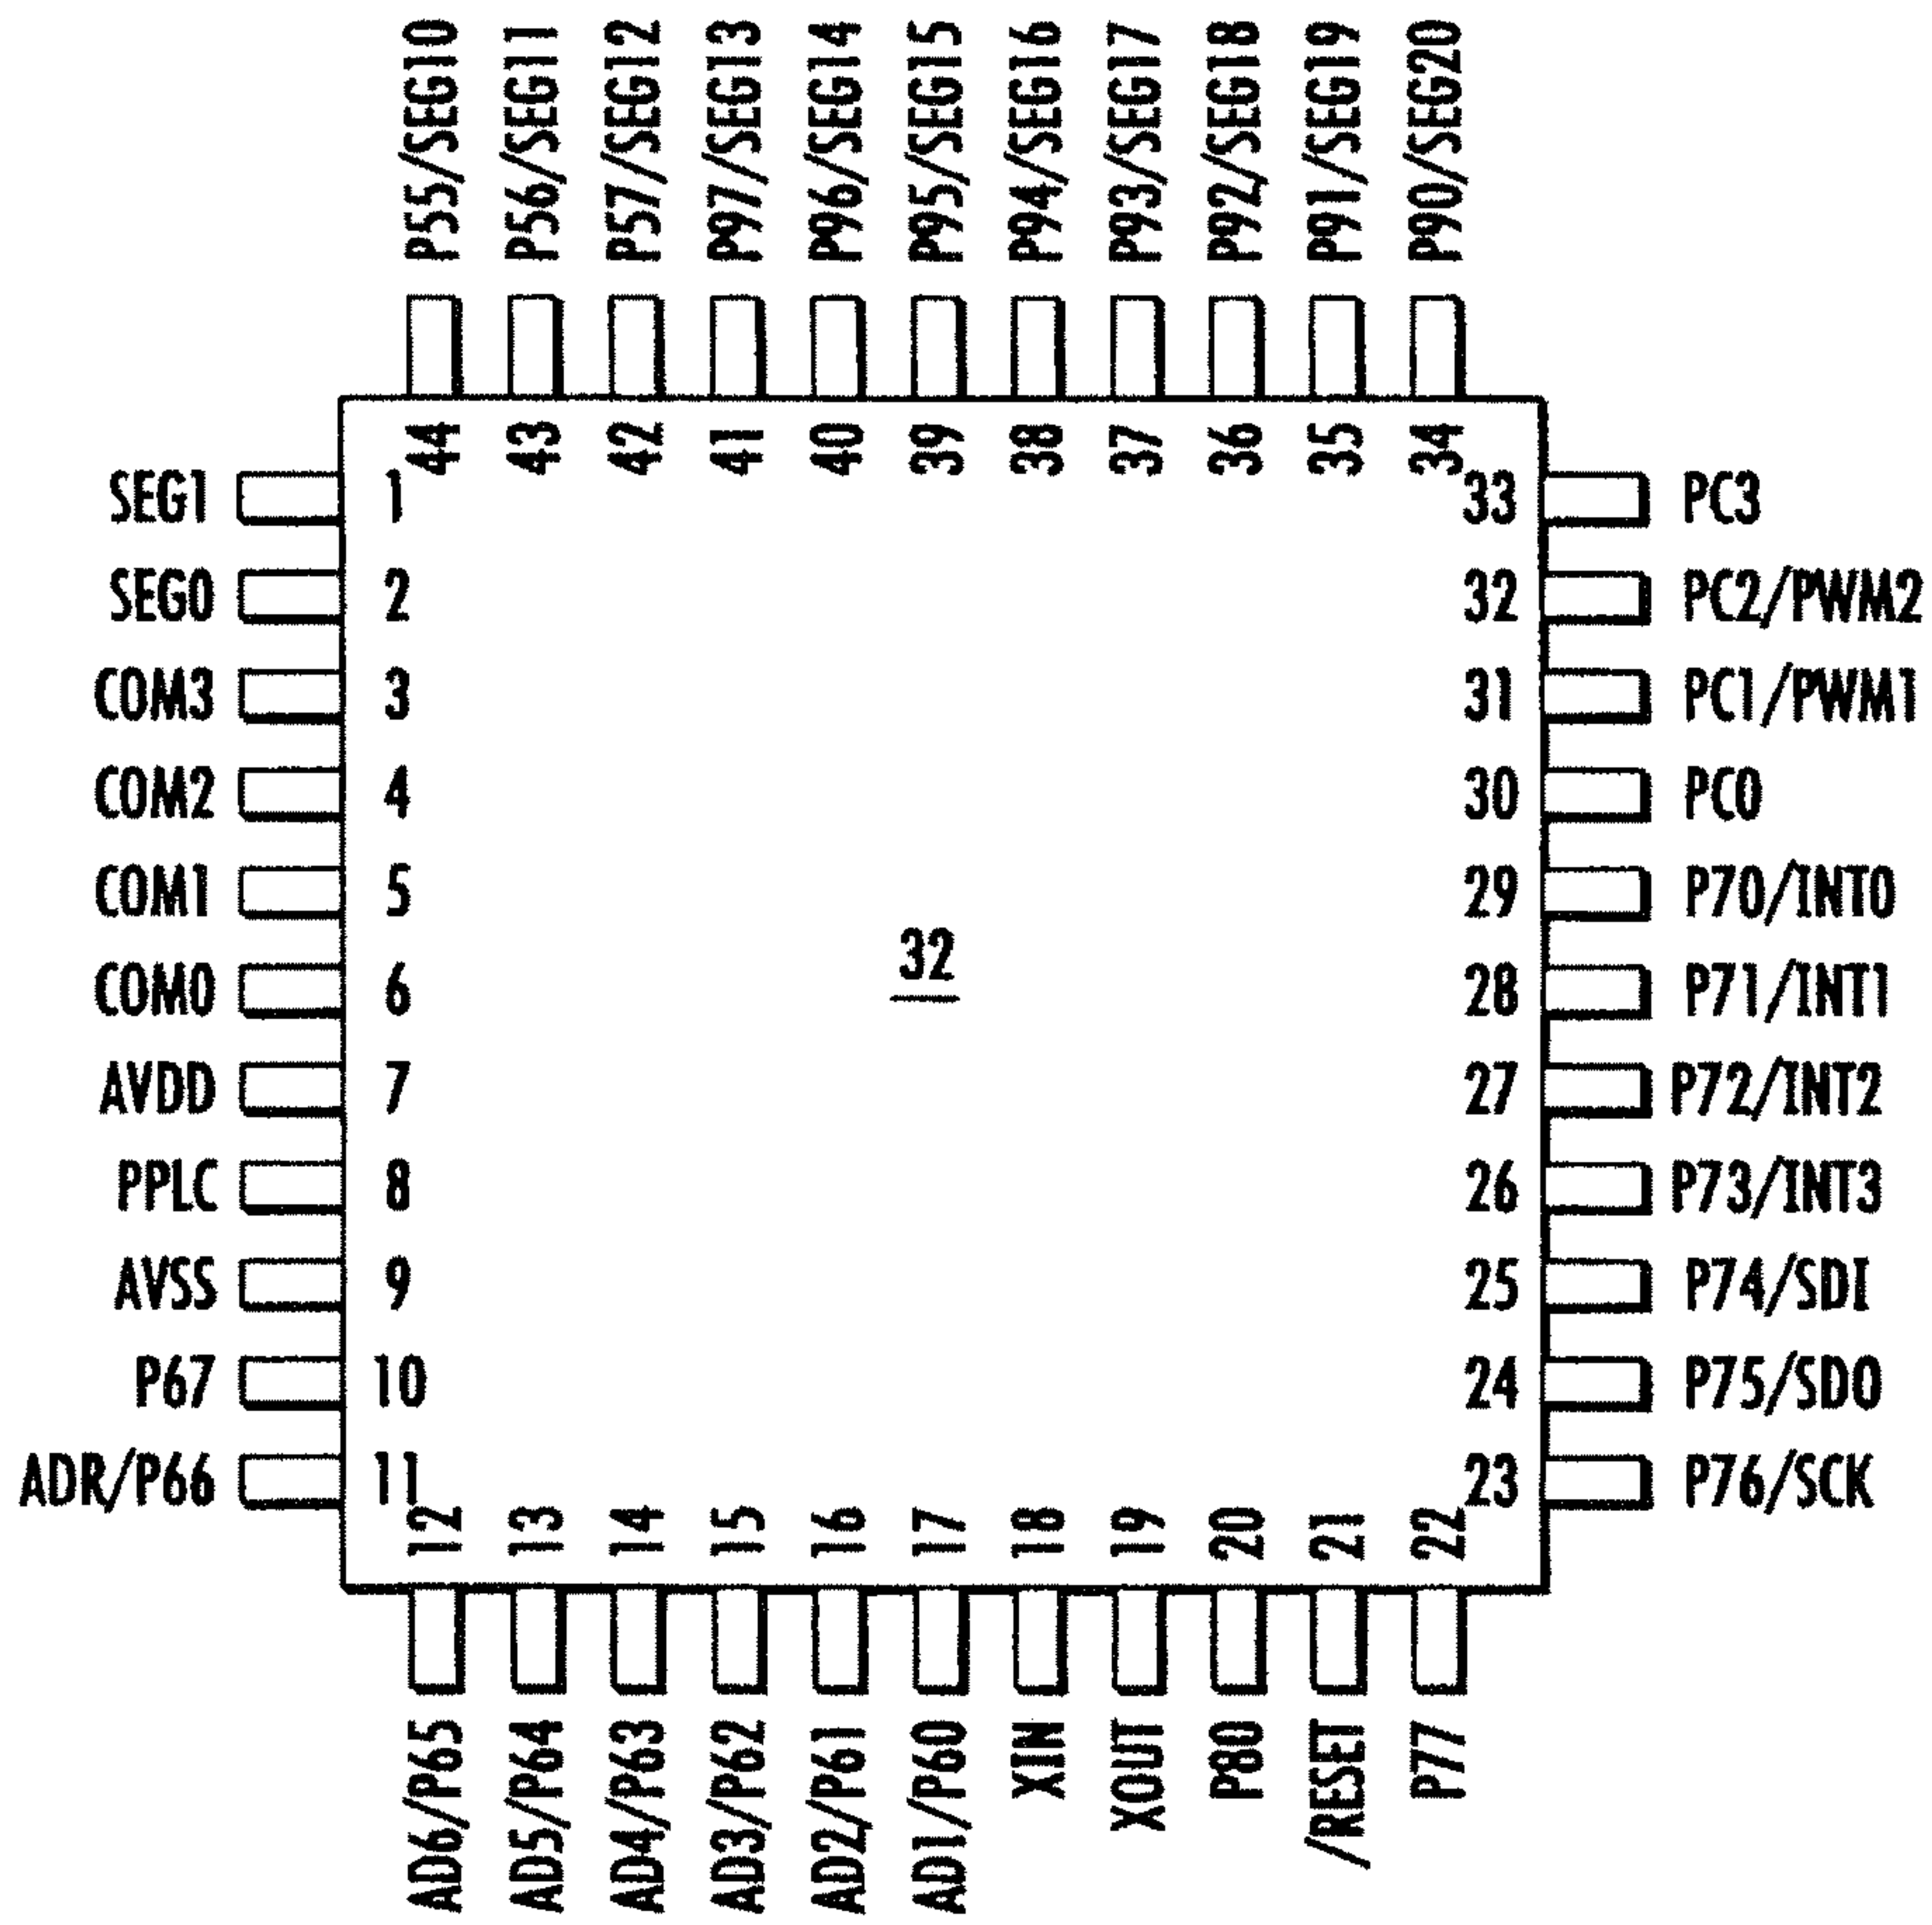 P55/SEG10
P56/SEG11
P57/SEG12
P97/SEG13
P96/SEG14
P95/SEG15
P94/SEG16
P93/SEG17
P92/SEG18
P91/SEG19
P90/SEG20
44
43
42
41
40
39
38
37
36
35
34
SEG1 1
33 PC3
SEG0 2
32 PC2/PWM2
COM3 3
31 PC1/PWM1
COM2 4
30 PC0
COM1 5
29 P70/INT0
32
COM0 6
28 P71/INT1
AVDD 7
27 P72/INT2
PPLC 8
26 P73/INT3
AVSS 9
25 P74/SDI
P67 10
24 P75/SDO
ADR/P66 11
23 P76/SCK
12
13
14
15
16
17
18
19
20
21
22
AD6/P65
AD5/P64
AD4/P63
AD3/P62
AD2/P61
AD1/P60
XIN
XOUT
P80
/RESET
P77